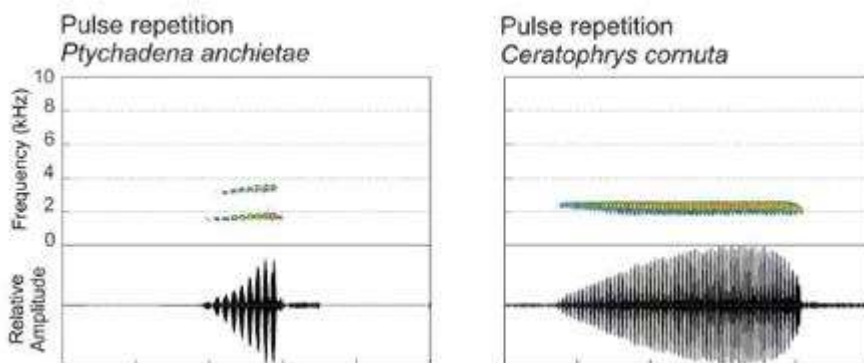 Pulse repetition
Ptychadena anchietae
Pulse repetition
Ceratophrys cornuta
Frequency (kHz)
10
8
6
4
2
0
Relative
Amplitude